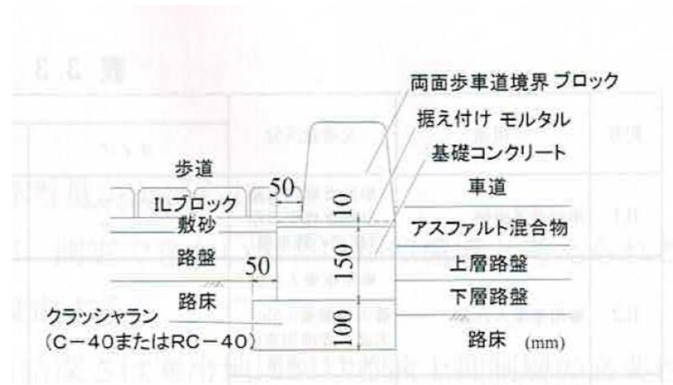 両面歩車道境界 ブロック
据え付け モルタル
基礎コンクリート
歩道
50
10
車道
ILブロック
敷砂
アスファルト混合物
路盤
50
150
上層路盤
下層路盤
路床
クラッシャラン
(C-40またはRC-40)
100
路床 (mm)